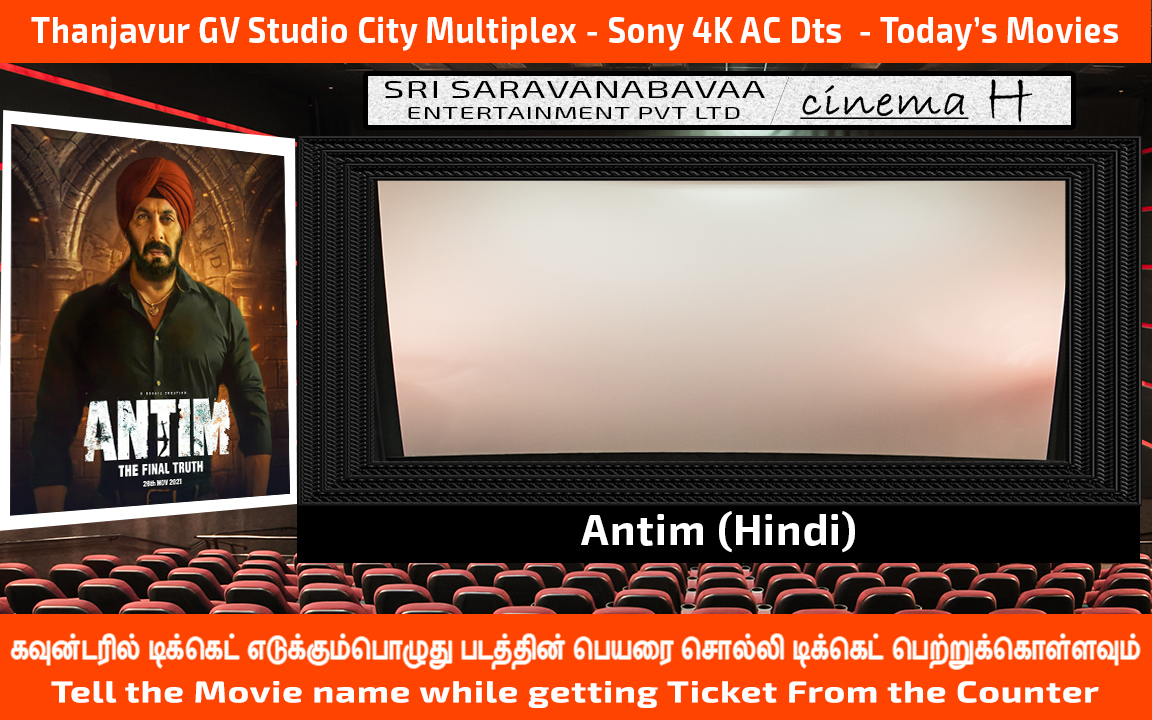 Thanjavur GV Studio City Multiplex - Sony 4K AC Dts - Today's Movies
SRI SARAVANABAVAA
ENTERTAINMENT PVT LTD
cinema H
ANTIM
THE FINAL TRUTH
26th NOV 2021
Antim (Hindi)
கவுன்டரில் டிக்கெட் எடுக்கும்பொழுது படத்தின் பெயரை சொல்லி டிக்கெட் பெற்றுக்கொள்ளவும்
Tell the Movie name while getting Ticket From the Counter